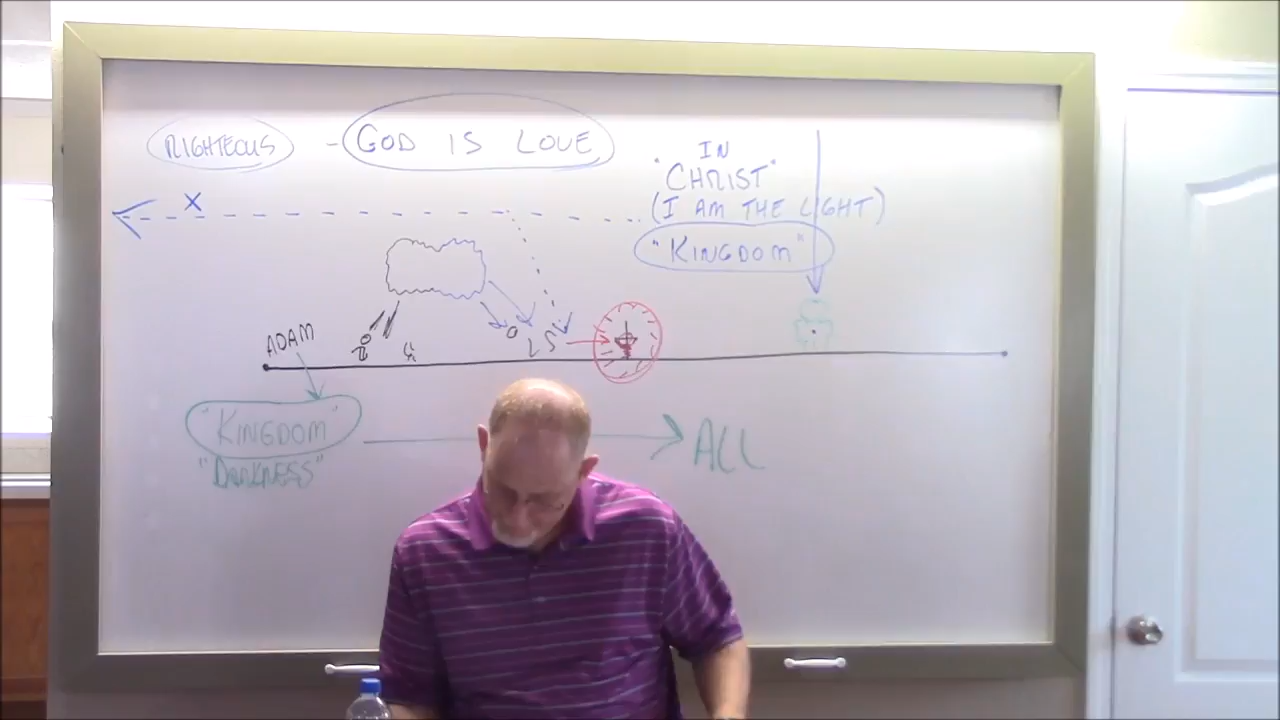 RIGHTEOUS - GOD IS LOVE
IN
"CHRIST"
(I AM THE LIGHT)
"KINGDOM"
X
ADAM
"KINGDOM"
"DARKNESS"
ALL